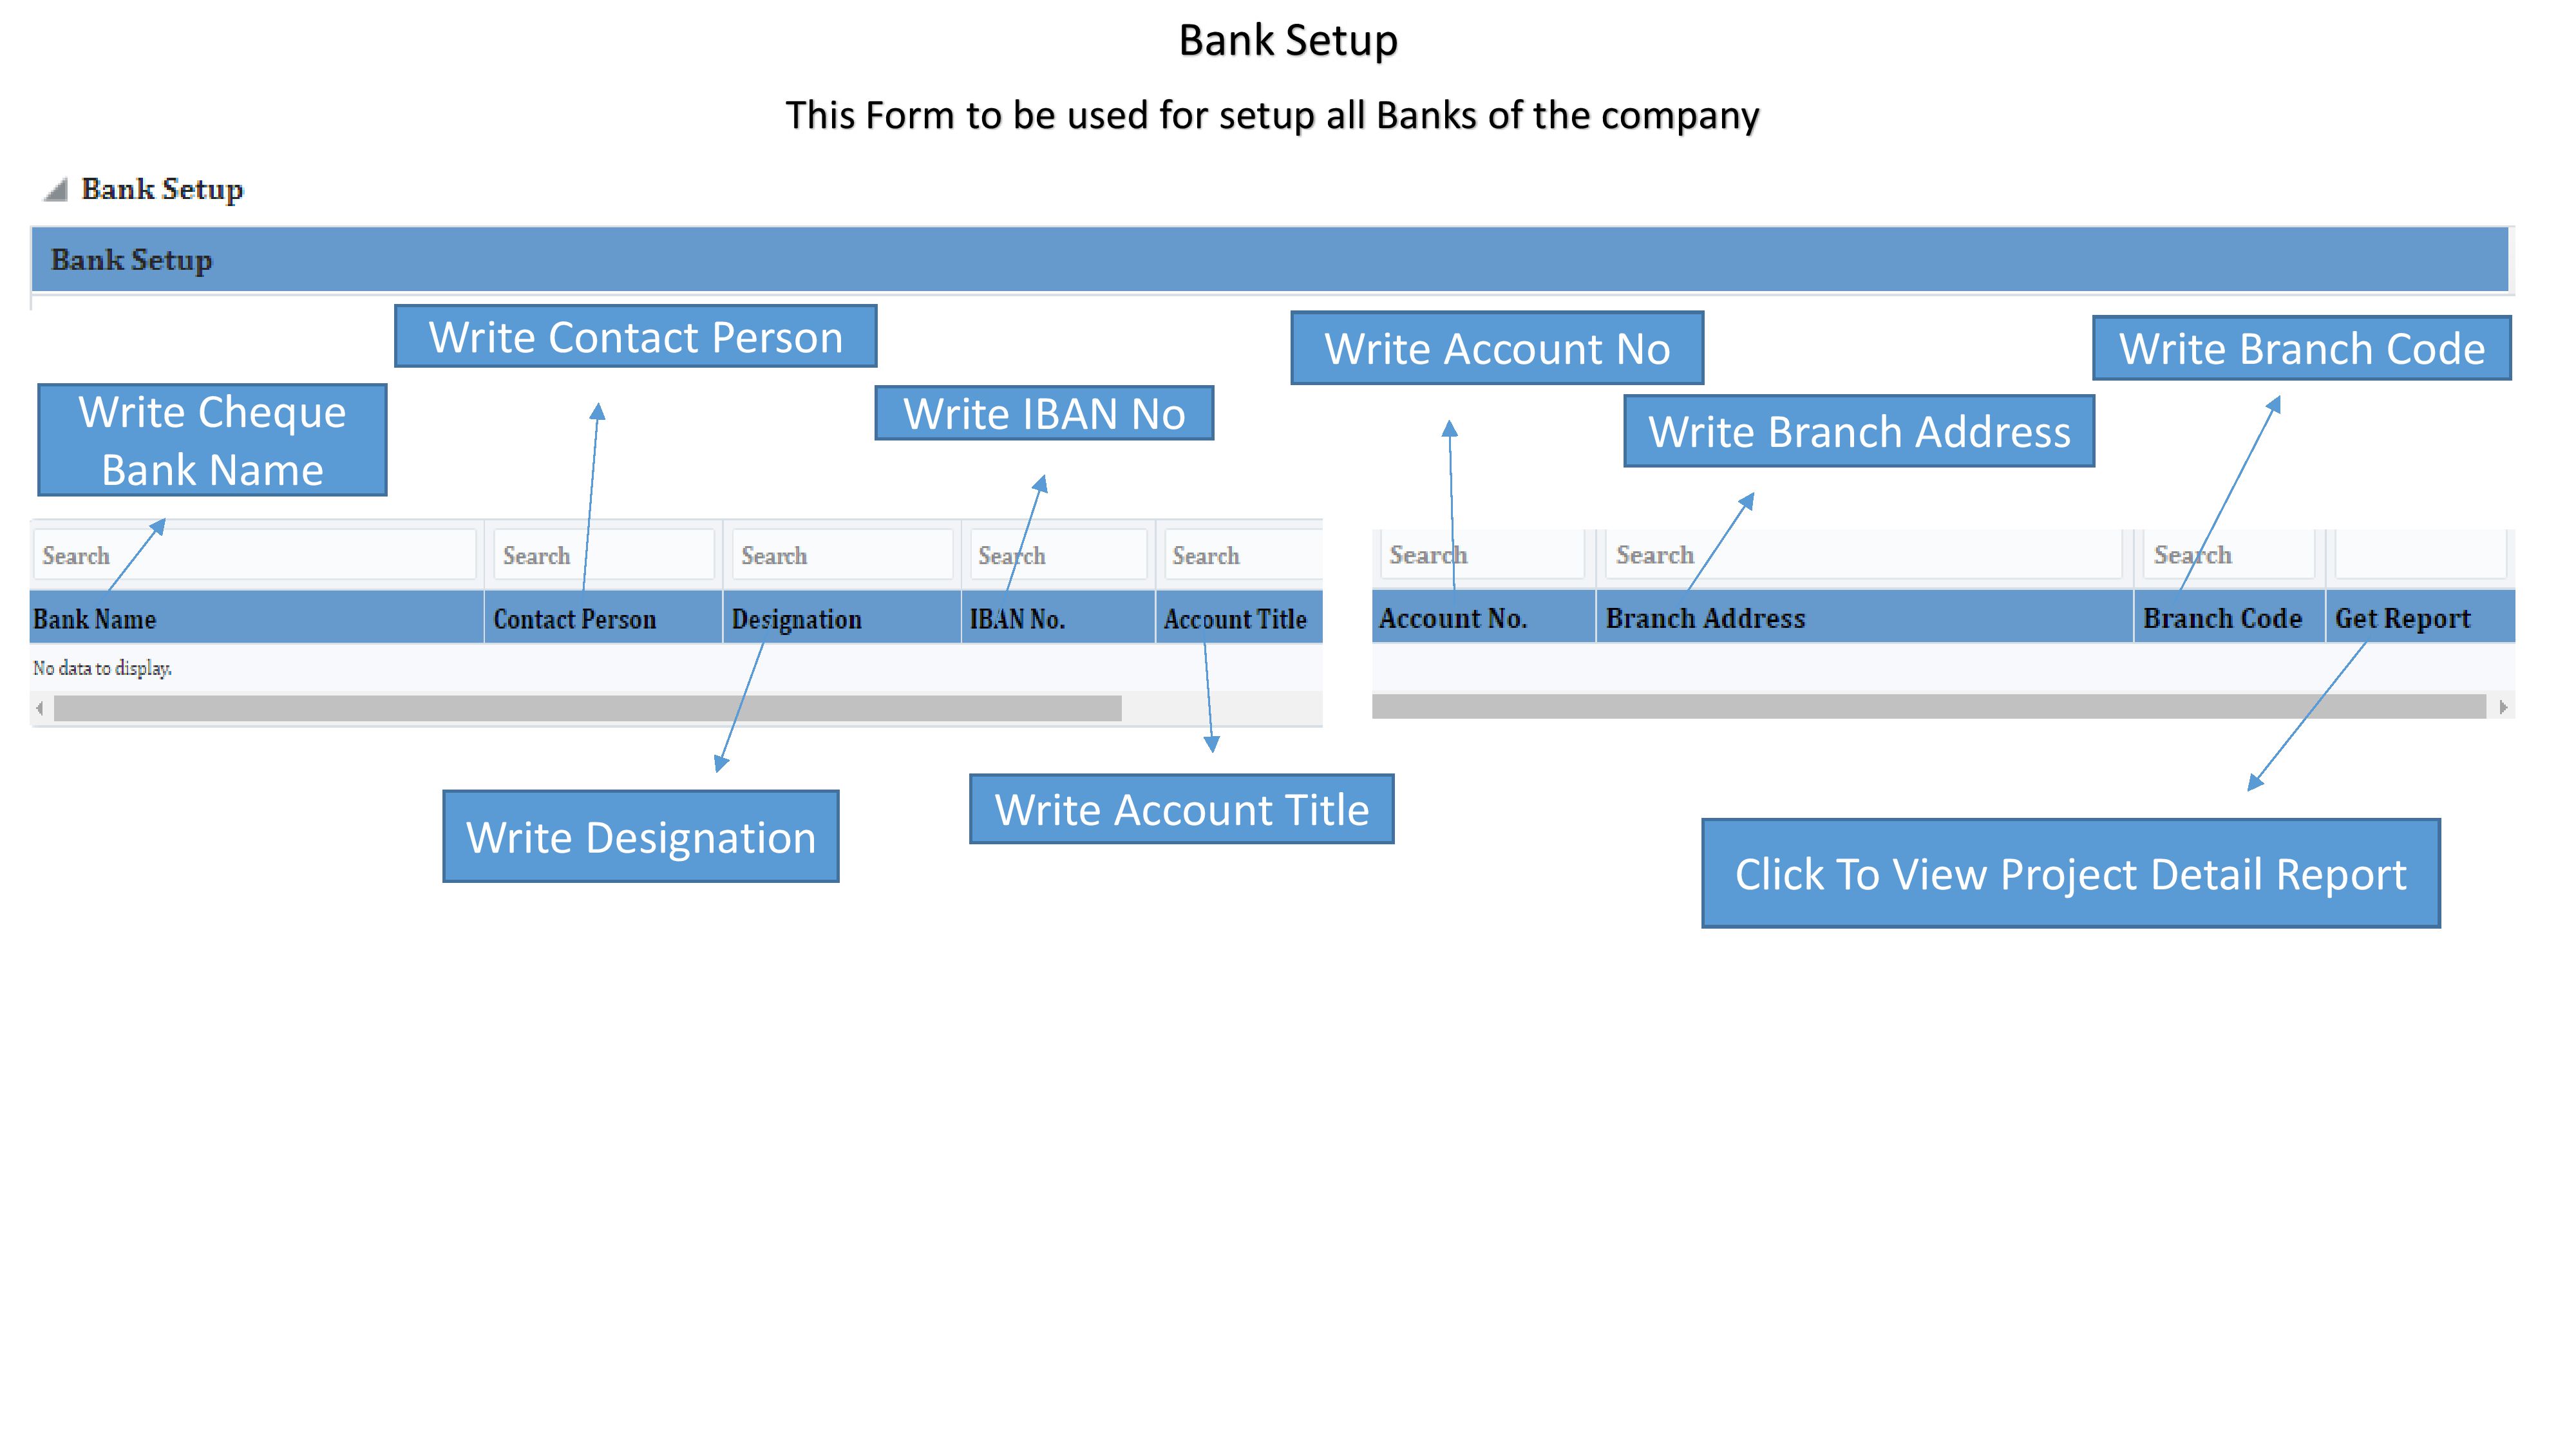 Bank Setup
This Form to be used for setup all Banks of the company
Bank Setup
Bank Setup
Write Contact Person
Write Account No
Write Branch Code
Write Cheque
Bank Name
Write IBAN No
Write Branch Address
Search Search Search Search Search Search Search Search
Bank Name Contact Person Designation IBAN No. Account Title Account No. Branch Address Branch Code Get Report
No data to display.
Write Designation
Write Account Title
Click To View Project Detail Report